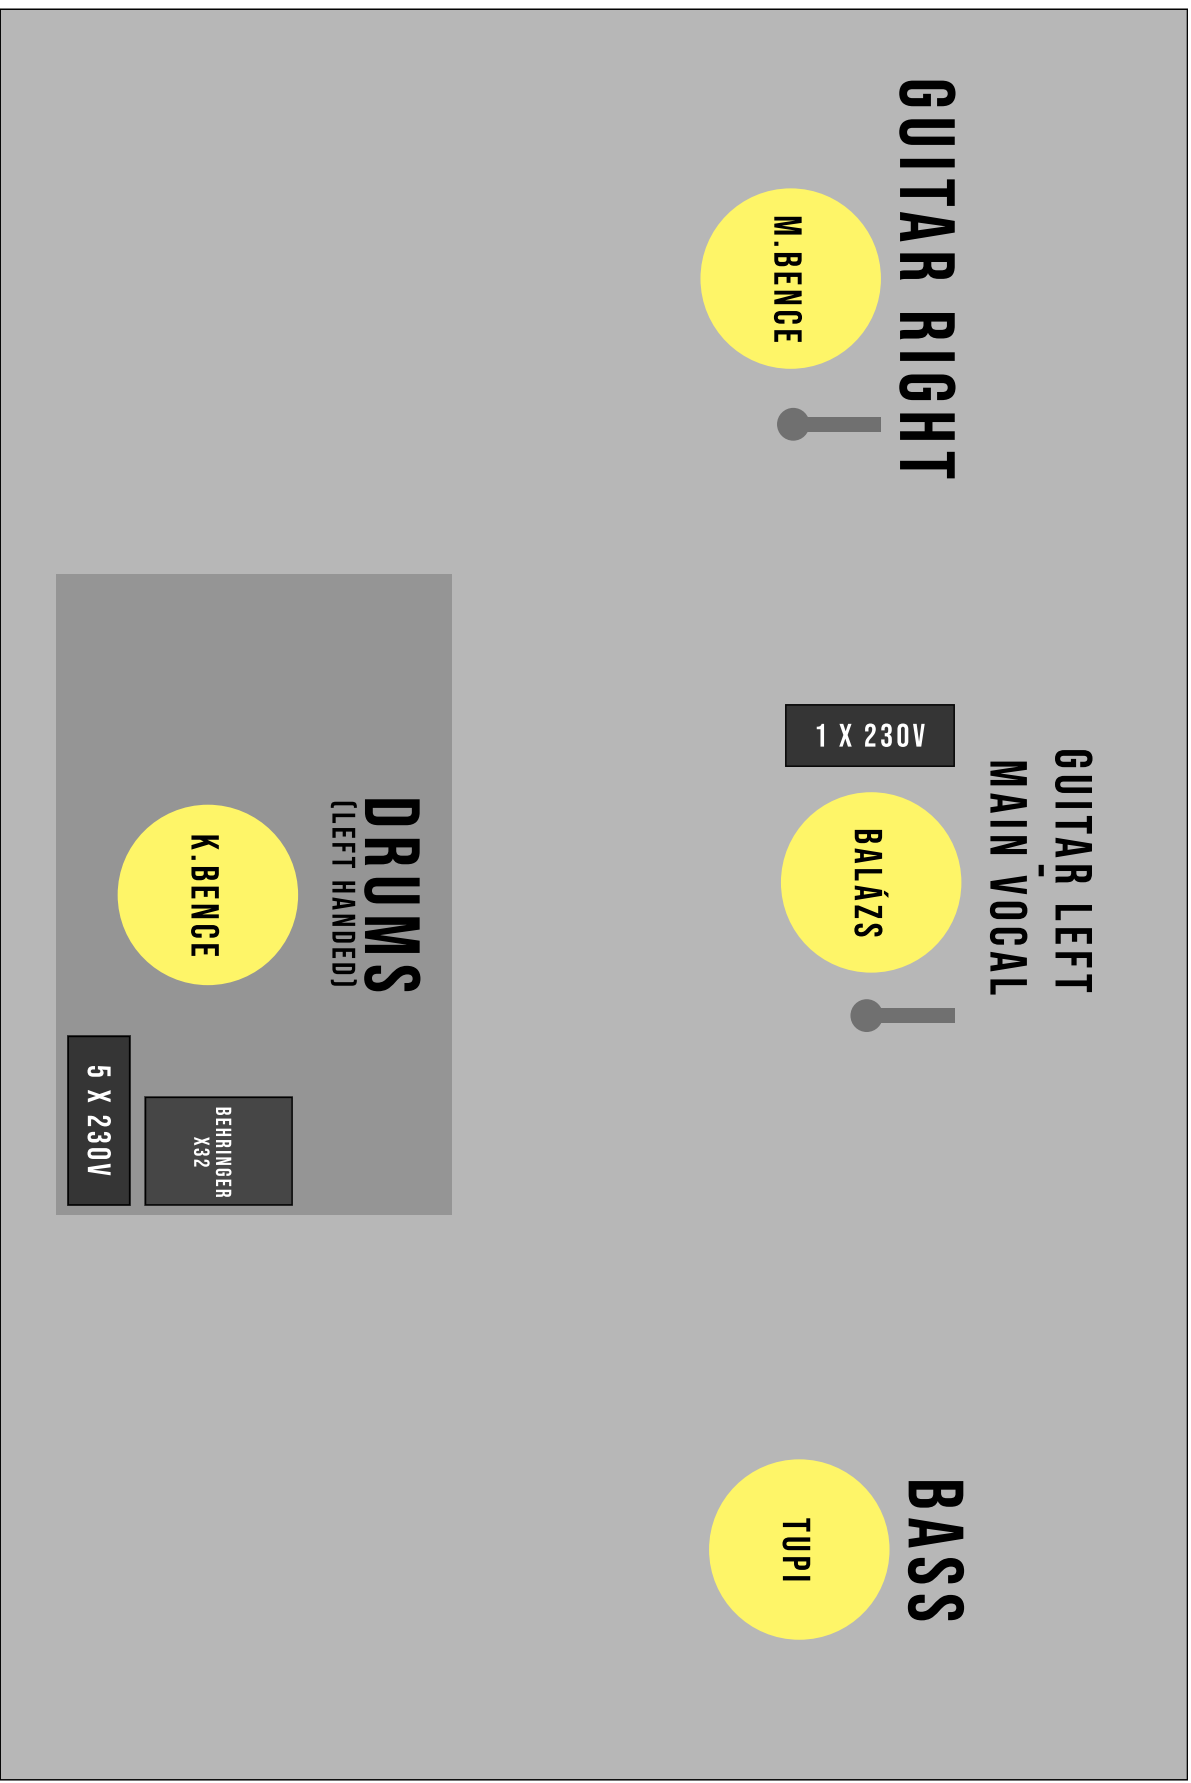 GUITAR LEFT
-
MAIN VOCAL
GUITAR RIGHT
BASS
M.BENCE
1 X 230V
BALÁZS
TUPI
DRUMS
(LEFT HANDED)
K.BENCE
BEHRINGER
X32
5 X 230V